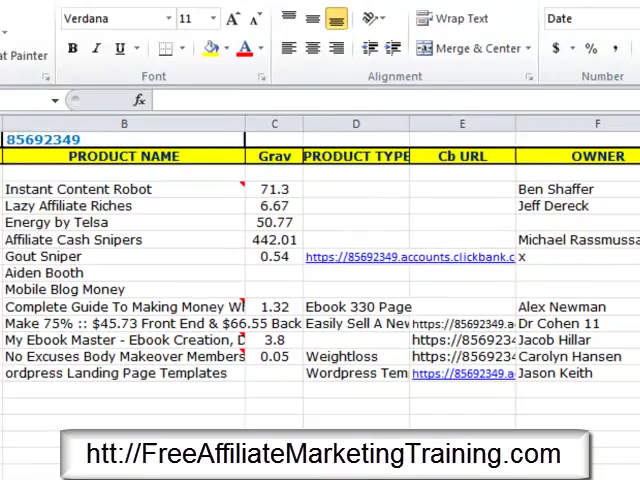 Verdana 11 A A Wrap Text Date
at Painter B I U A Merge & Center $ % ,
Font Alignment Number
fx
B C D E F
85692349
PRODUCT NAME Grav PRODUCT TYPE Cb URL OWNER
Instant Content Robot 71.3 Ben Shaffer
Lazy Affiliate Riches 6.67 Jeff Dereck
Energy by Telsa 50.77
Affiliate Cash Snipers 442.01 Michael Rasmussa
Gout Sniper 0.54 https://85692349.accounts.clickbank.c x
Aiden Booth
Mobile Blog Money
Complete Guide To Making Money W 1.32 Ebook 330 Page Alex Newman
Make 75% :: $45.73 Front End & $66.55 Back Easily Sell A Ne https://85692349.a Dr Cohen 11
My Ebook Master - Ebook Creation, D 3.8 https://85692349 Jacob Hillar
No Excuses Body Makeover Members 0.05 Weightloss https://85692349 Carolyn Hansen
ordpress Landing Page Templates Wordpress Tem https://85692349.a Jason Keith
htt://FreeAffiliateMarketingTraining.com